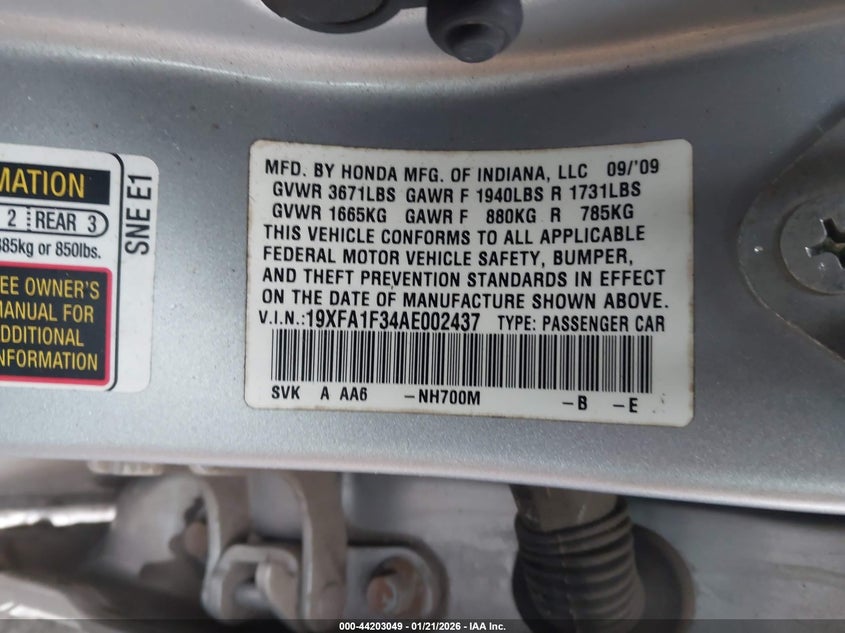 MATION
2 REAR 3
385kg or 850lbs.
EE OWNER'S
MANUAL FOR
ADDITIONAL
INFORMATION
SNE E1
MFD. BY HONDA MFG. OF INDIANA, LLC 09/'09
GVWR 3671LBS GAWR F 1940LBS R 1731LBS
GVWR 1665KG GAWR F 880KG R 785KG
THIS VEHICLE CONFORMS TO ALL APPLICABLE
FEDERAL MOTOR VEHICLE SAFETY, BUMPER,
AND THEFT PREVENTION STANDARDS IN EFFECT
ON THE DATE OF MANUFACTURE SHOWN ABOVE.
V.I.N.:19XFA1F34AE002437 TYPE: PASSENGER CAR
SVK A AA6 -NH700M -B -E
000-44203049 - 01/21/2026 - IAA Inc.